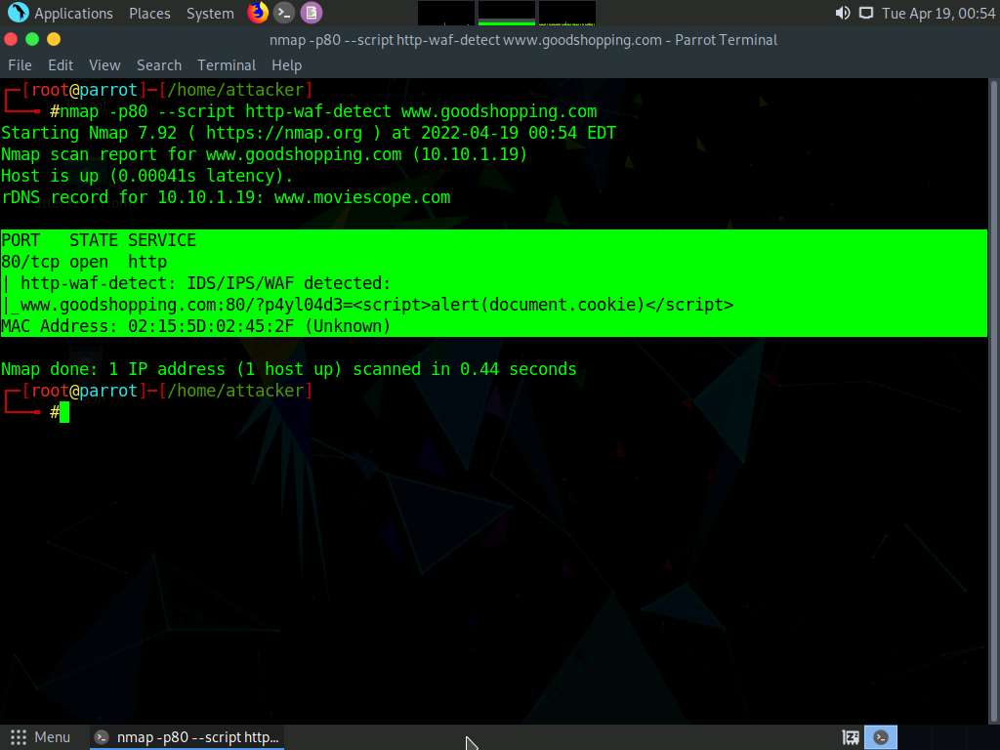 Applications Places System Tue Apr 19, 00:54
nmap -p80 --script http-waf-detect www.goodshopping.com - Parrot Terminal
File Edit View Search Terminal Help
┌─[root@parrot]─[/home/attacker]
└──╼ #nmap -p80 --script http-waf-detect www.goodshopping.com
Starting Nmap 7.92 ( https://nmap.org ) at 2022-04-19 00:54 EDT
Nmap scan report for www.goodshopping.com (10.10.1.19)
Host is up (0.00041s latency).
rDNS record for 10.10.1.19: www.moviescope.com
PORT   STATE SERVICE
80/tcp open  http
| http-waf-detect: IDS/IPS/WAF detected:
|_www.goodshopping.com:80/?p4yl04d3=<script>alert(document.cookie)</script>
MAC Address: 02:15:5D:02:45:2F (Unknown)
Nmap done: 1 IP address (1 host up) scanned in 0.44 seconds
┌─[root@parrot]─[/home/attacker]
└──╼ #
Menu nmap -p80 --script http...